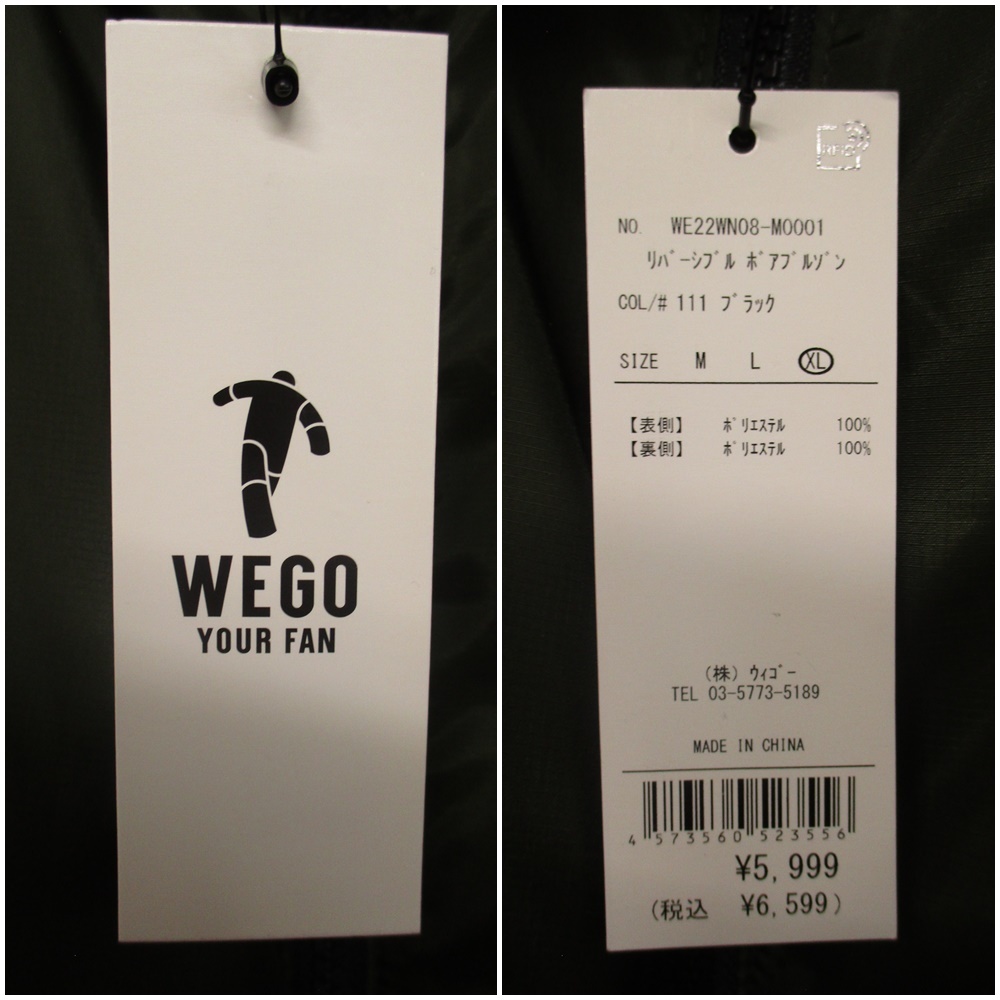 WEGO
YOUR FAN
RFID
NO. WE22WN08-M0001
ﾘﾊﾞｰｼﾌﾞﾙ ﾎﾞｱﾌﾞﾙｿﾞﾝ
COL/# 111 ﾌﾞﾗｯｸ
SIZE M L XL
【表側】 ﾎﾟﾘｴｽﾃﾙ 100%
【裏側】 ﾎﾟﾘｴｽﾃﾙ 100%
(株) ｳｨｺﾞｰ
TEL 03-5773-5189
MADE IN CHINA
4 573560 523556
¥5,999
(税込 ¥6,599)